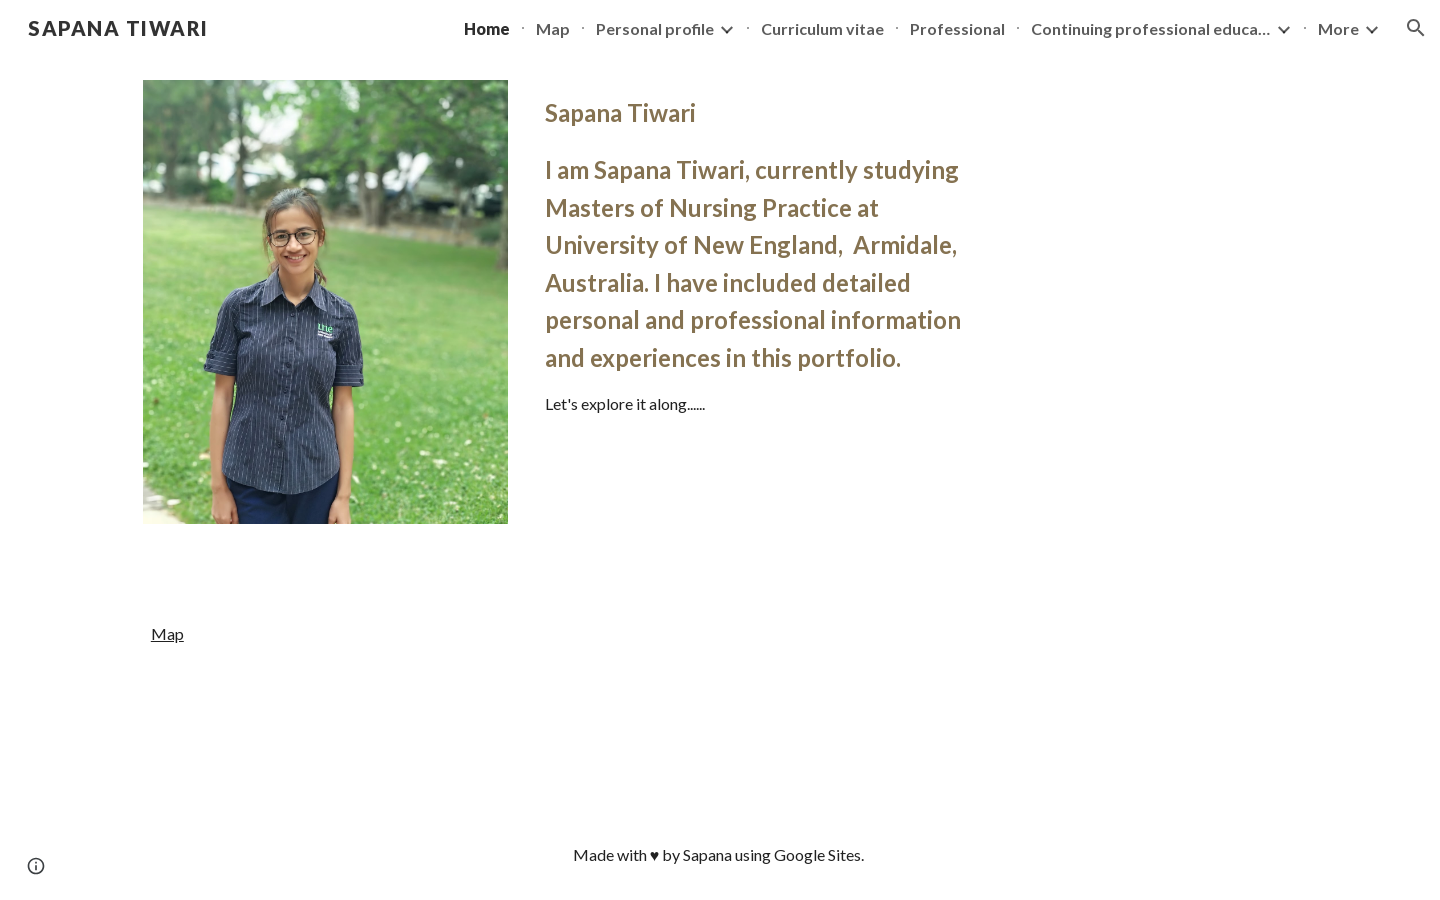 SAPANA TIWARI
Home
Map
Personal profile
Curriculum vitae
Professional
Continuing professional educa...
More
Sapana Tiwari
I am Sapana Tiwari, currently studying
Masters of Nursing Practice at
University of New England,  Armidale,
Australia. I have included detailed
personal and professional information
and experiences in this portfolio.
Let's explore it along......
une
Map
Made with ♥ by Sapana using Google Sites.